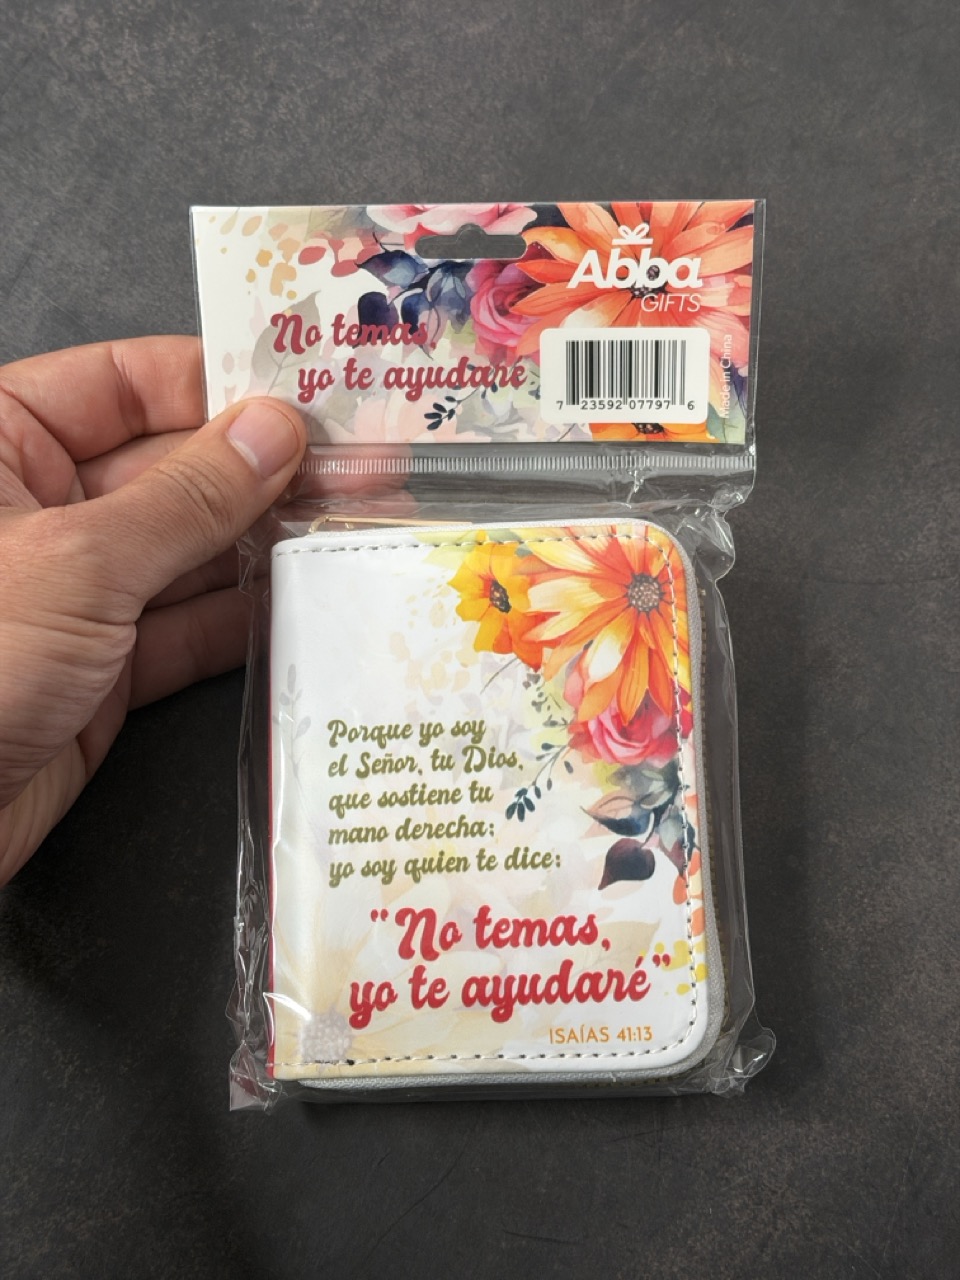 Abba
GIFTS
No temas,
yo te ayudaré
7 23592 07797 6
Made in China
Porque yo soy
el Señor, tu Dios,
que sostiene tu
mano derecha;
yo soy quien te dice:
“No temas,
yo te ayudaré”
ISAÍAS 41:13